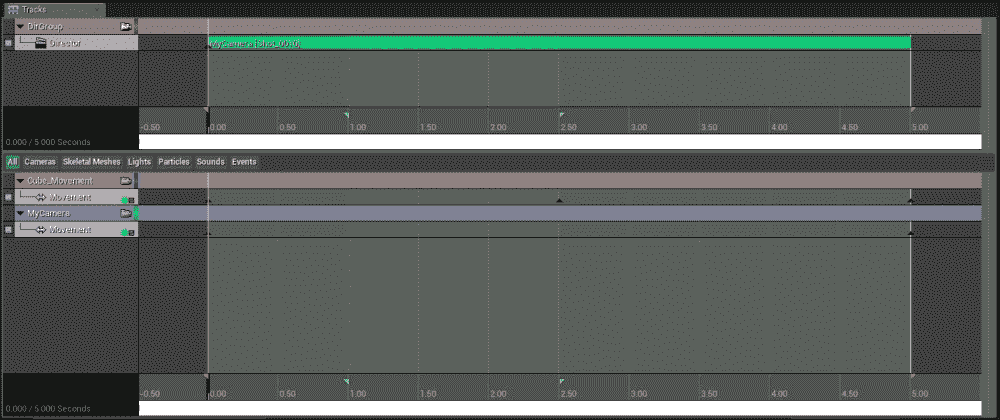 Tracks
DirGroup
Director
MyCamera [Shot_0010]
-0.50 0.00 0.50 1.00 1.50 2.00 2.50 3.00 3.50 4.00 4.50 5.00
0.000 / 5.000 Seconds
All Cameras Skeletal Meshes Lights Particles Sounds Events
Cube_Movement
Movement
MyCamera
Movement
-0.50 0.00 0.50 1.00 1.50 2.00 2.50 3.00 3.50 4.00 4.50 5.00
0.000 / 5.000 Seconds